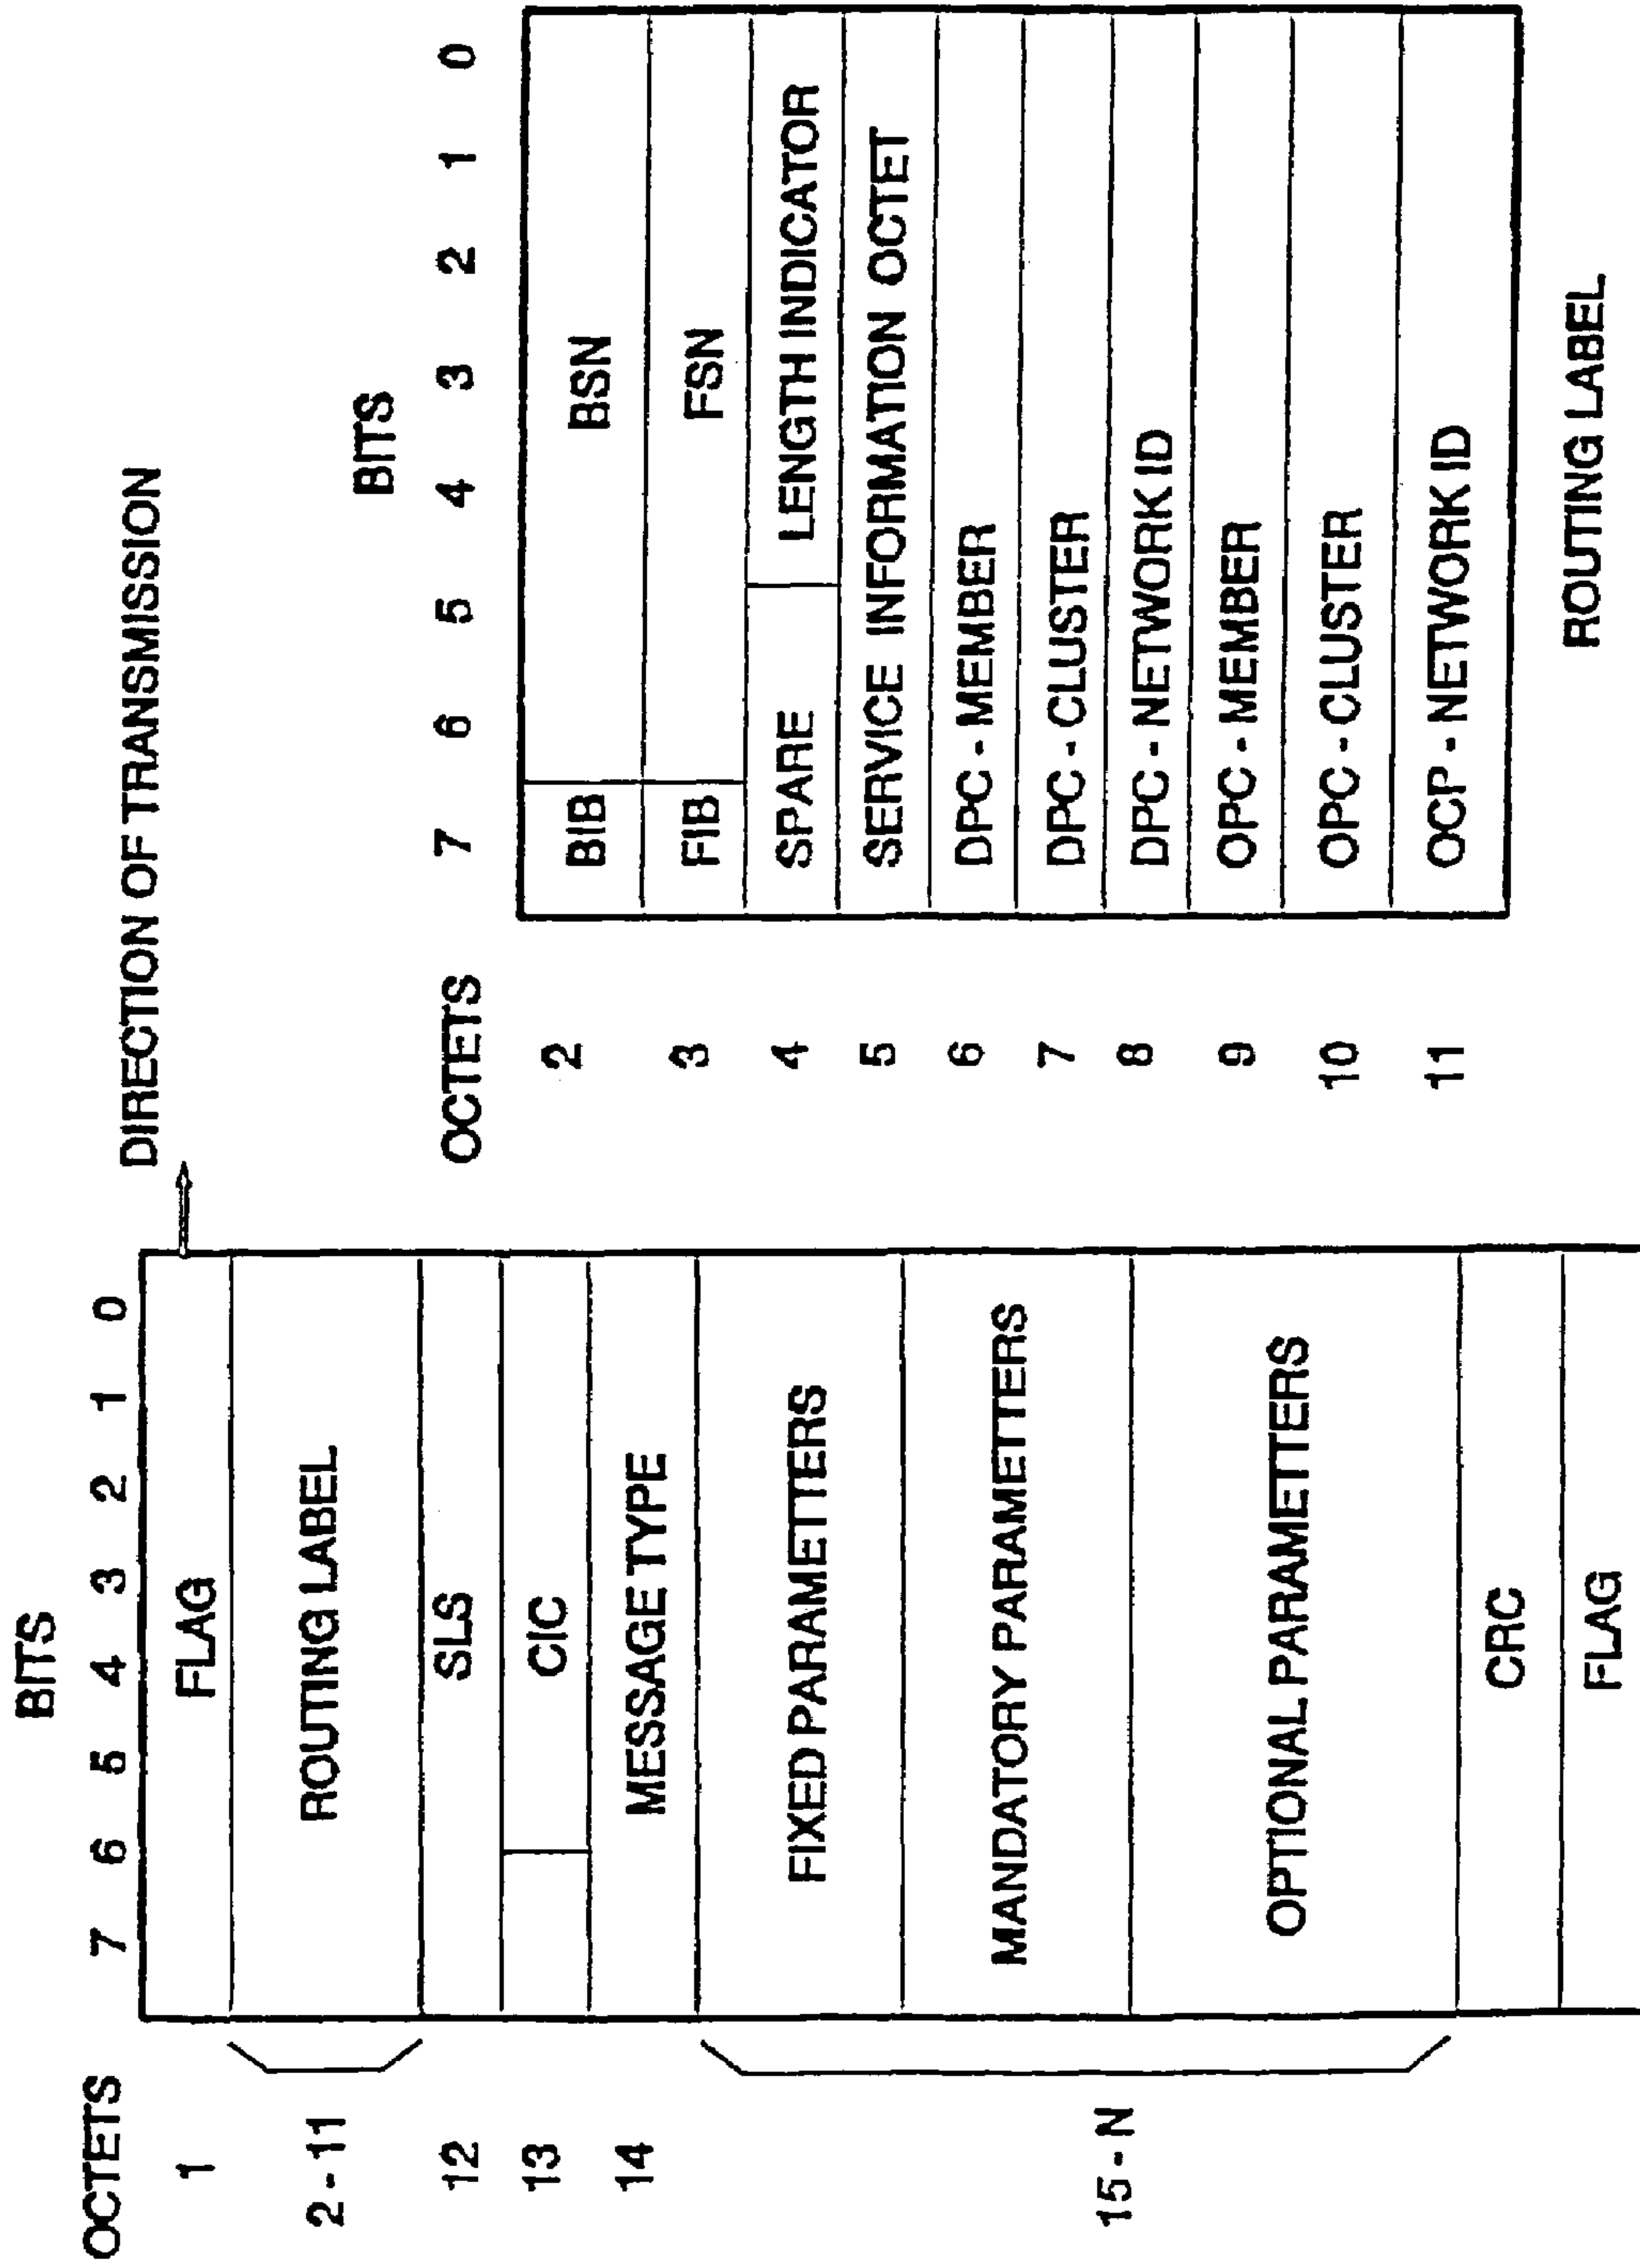 DIRECTION OF TRANSMISSION
BITS
OCTETS 7 6 5 4 3 2 1 0
1 FLAG
2 - 11 ROUTING LABEL
12 SLS
13 CIC
14 MESSAGE TYPE
15 - N
FIXED PARAMETTERS
MANDATORY PARAMETTERS
OPTIONAL PARAMETTERS
CRC
FLAG
BITS
OCTETS 7 6 5 4 3 2 1 0
2 BIB BSN
3 FIB FSN
4 SPARE LENGTH INDICATOR
5 SERVICE INFORMATION OCTET
6 DPC - MEMBER
7 DPC - CLUSTER
8 DPC - NETWORK ID
9 OPC - MEMBER
10 OPC - CLUSTER
11 OCP - NETWORK ID
ROUTING LABEL